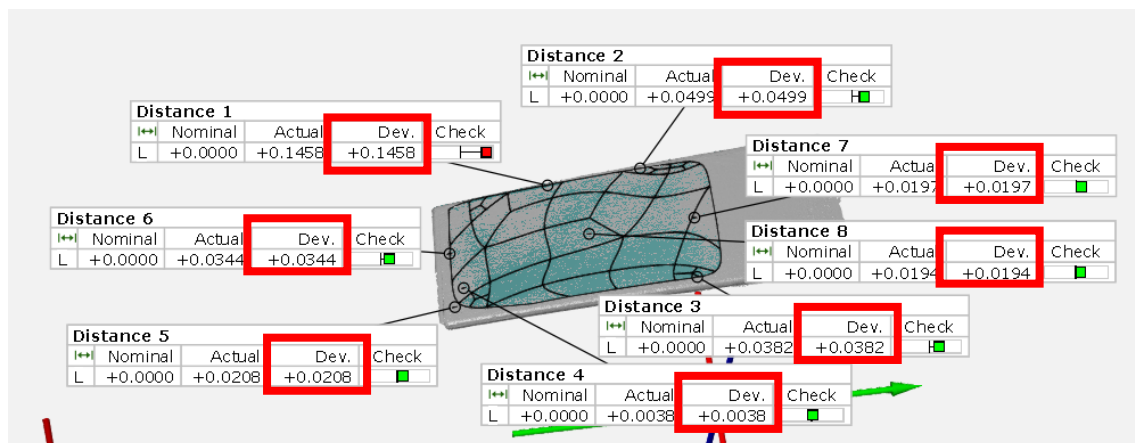 Distance 2
Nominal Actual Dev. Check
L +0.0000 +0.0499 +0.0499
Distance 1
Nominal Actual Dev. Check
L +0.0000 +0.1458 +0.1458
Distance 7
Nominal Actual Dev.
L +0.0000 +0.0197 +0.0197
Distance 6
Nominal Actual Dev. Check
L +0.0000 +0.0344 +0.0344
Distance 8
Nominal Actual Dev. Check
L +0.0000 +0.0194 +0.0194
Distance 3
Nominal Actual Dev. Check
L +0.0000 +0.0382 +0.0382
Distance 5
Nominal Actual Dev. Check
L +0.0000 +0.0208 +0.0208
Distance 4
Nominal Actual Dev. Check
L +0.0000 +0.0038 +0.0038